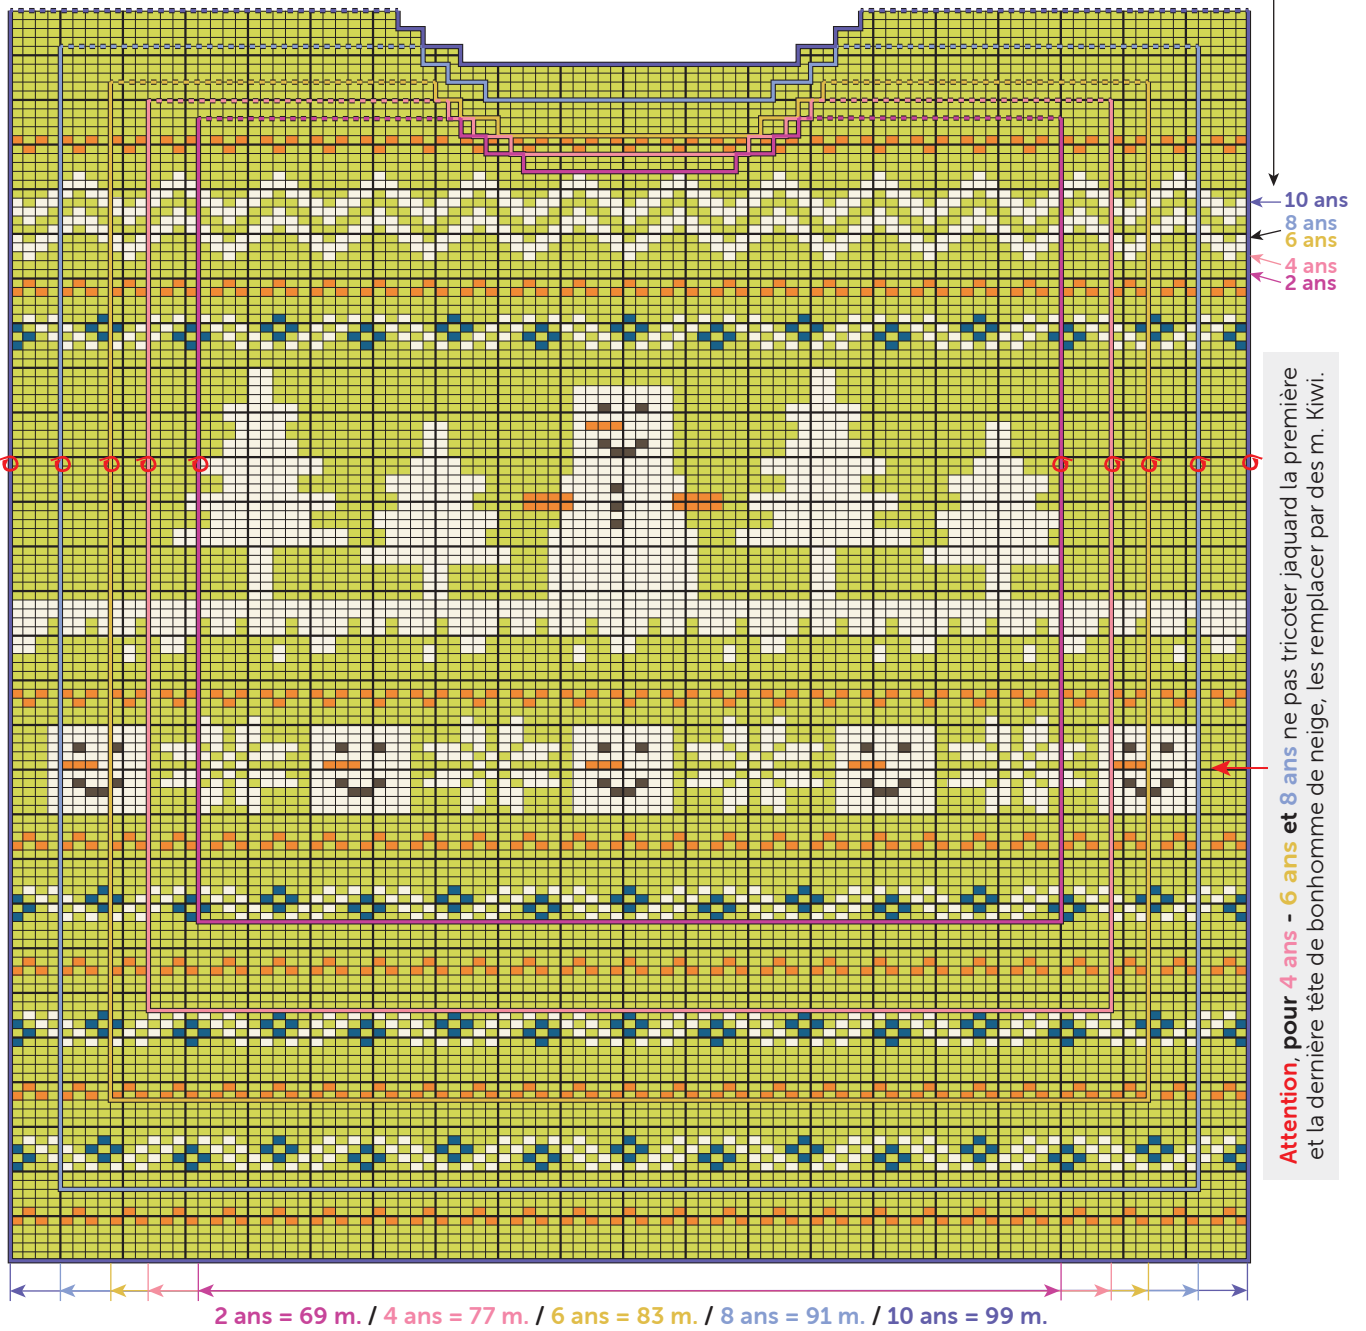 10 ans
8 ans
6 ans
4 ans
2 ans
Attention, pour 4 ans - 6 ans et 8 ans ne pas tricoter jaquard la première
et la dernière tête de bonhomme de neige, les remplacer par des m. Kiwi.
2 ans = 69 m. / 4 ans = 77 m. / 6 ans = 83 m. / 8 ans = 91 m. / 10 ans = 99 m.